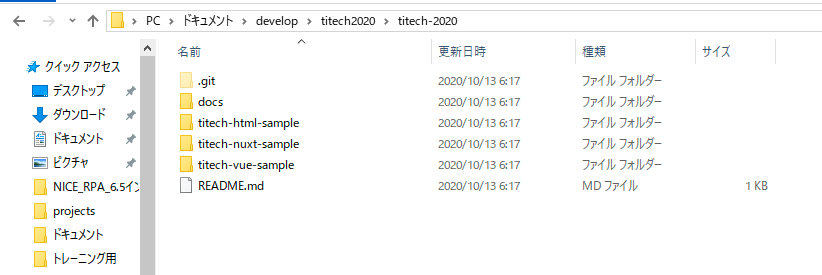 PC ドキュメント develop titech2020 titech-2020
名前 更新日時 種類 サイズ
クイック アクセス
デスクトップ
ダウンロード
ドキュメント
ピクチャ
NICE_RPA_6.5イン
projects
ドキュメント
トレーニング用
.git 2020/10/13 6:17 ファイル フォルダー
docs 2020/10/13 6:17 ファイル フォルダー
titech-html-sample 2020/10/13 6:17 ファイル フォルダー
titech-nuxt-sample 2020/10/13 6:17 ファイル フォルダー
titech-vue-sample 2020/10/13 6:17 ファイル フォルダー
README.md 2020/10/13 6:17 MD ファイル 1 KB